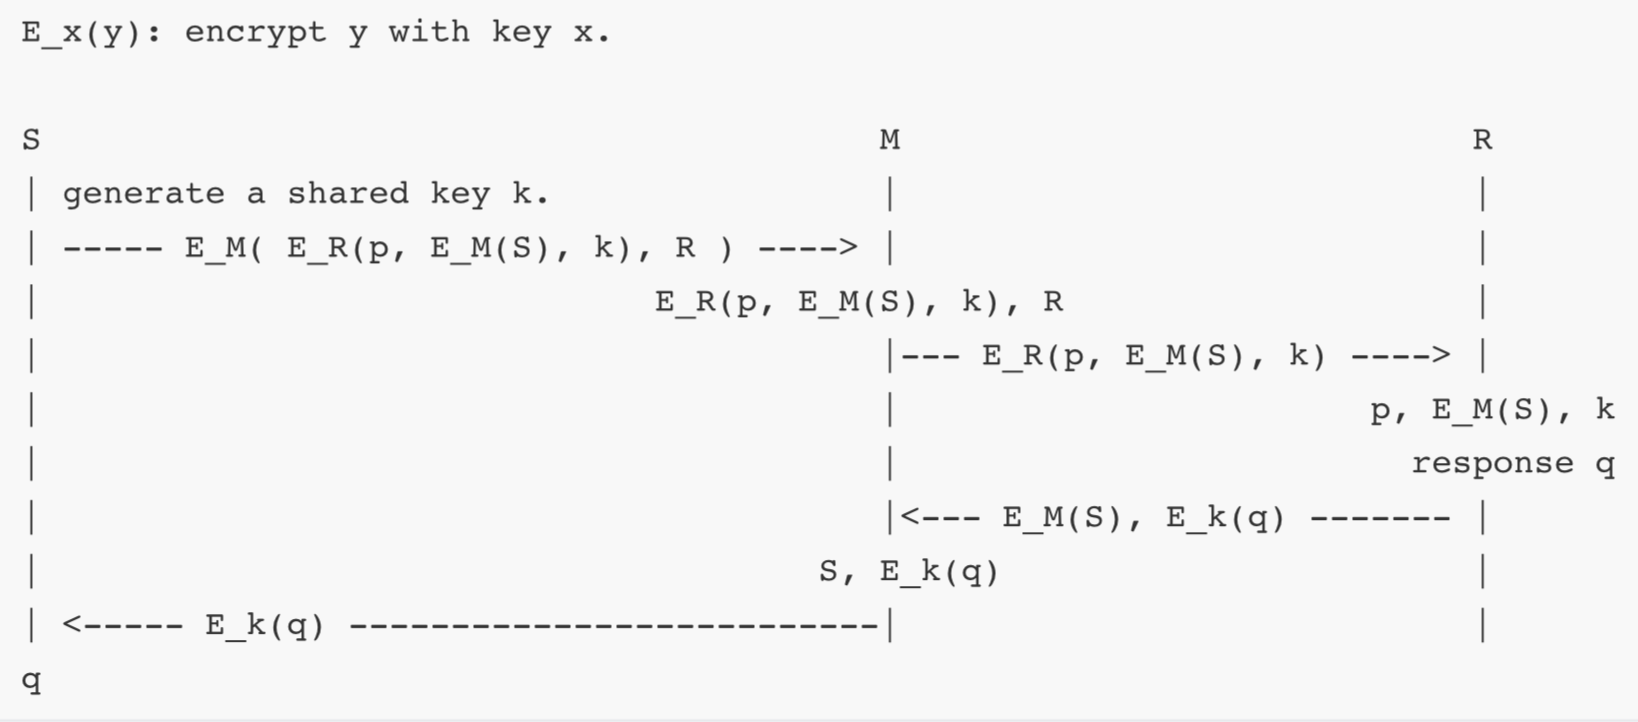 E_x(y): encrypt y with key x.
S M R
| generate a shared key k. | |
| ----- E_M( E_R(p, E_M(S), k), R ) ----> | |
| E_R(p, E_M(S), k), R |
| |--- E_R(p, E_M(S), k) ----> |
| | p, E_M(S), k
| | response q
| |<--- E_M(S), E_k(q) ------- |
| S, E_k(q) |
| <----- E_k(q) --------------------------| |
q